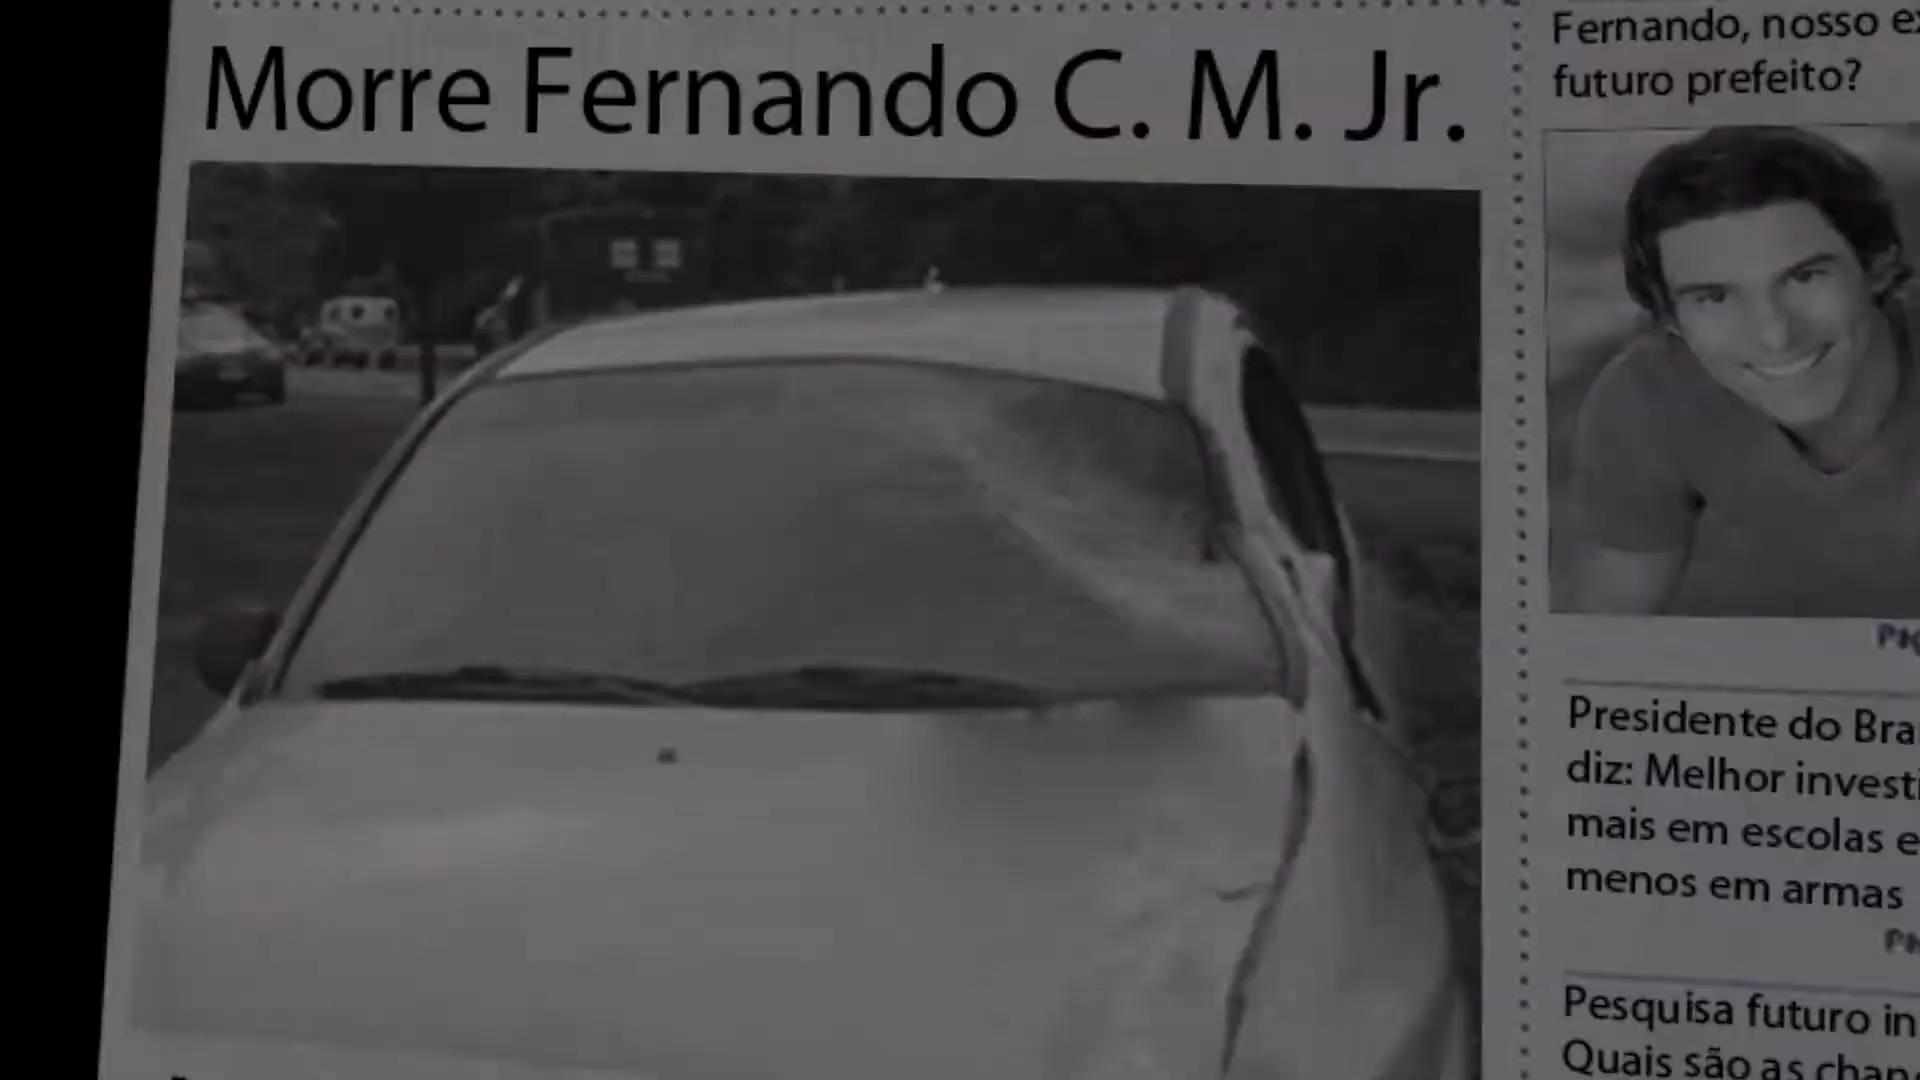 Morre Fernando C. M. Jr.
Fernando, nosso
futuro prefeito?
Presidente do
diz: Melhor
mais em escolas e
menos em armas
Pesquisa futuro
Quais são as